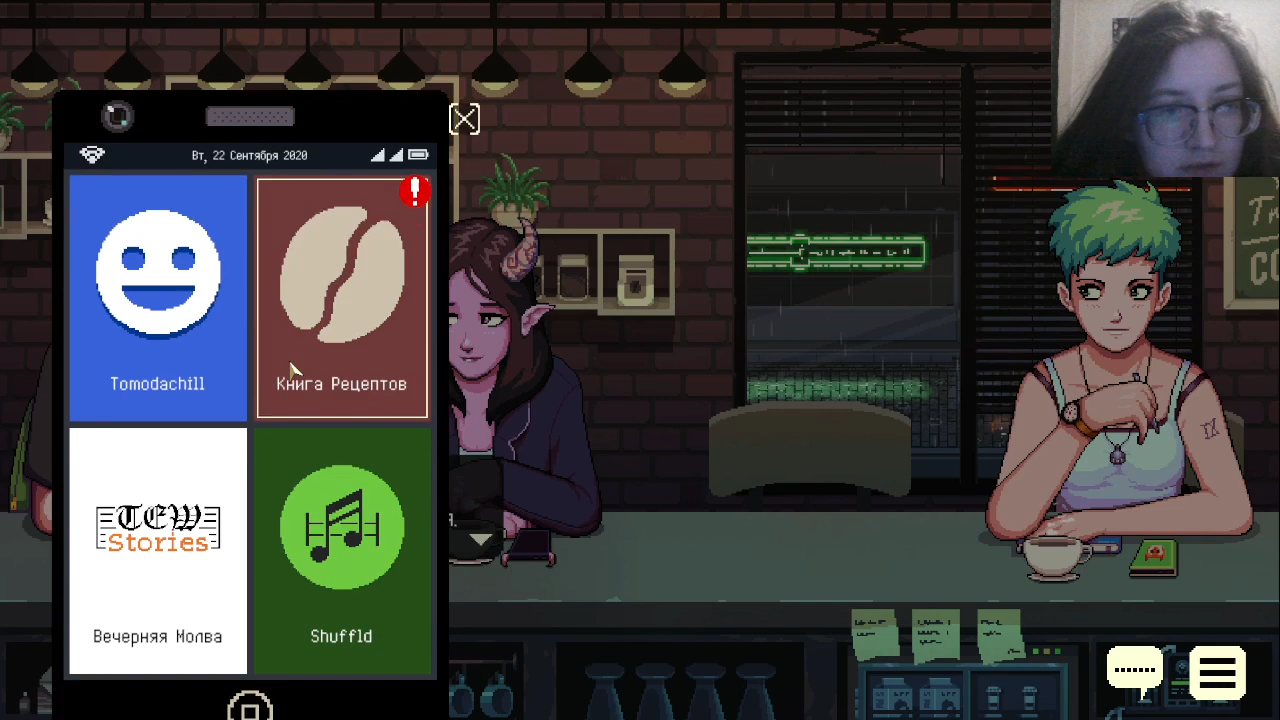 Вт, 22 Сентября 2020
Tomodachill
Книга Рецептов
TEW
Stories
Вечерняя Молва
Shuffld